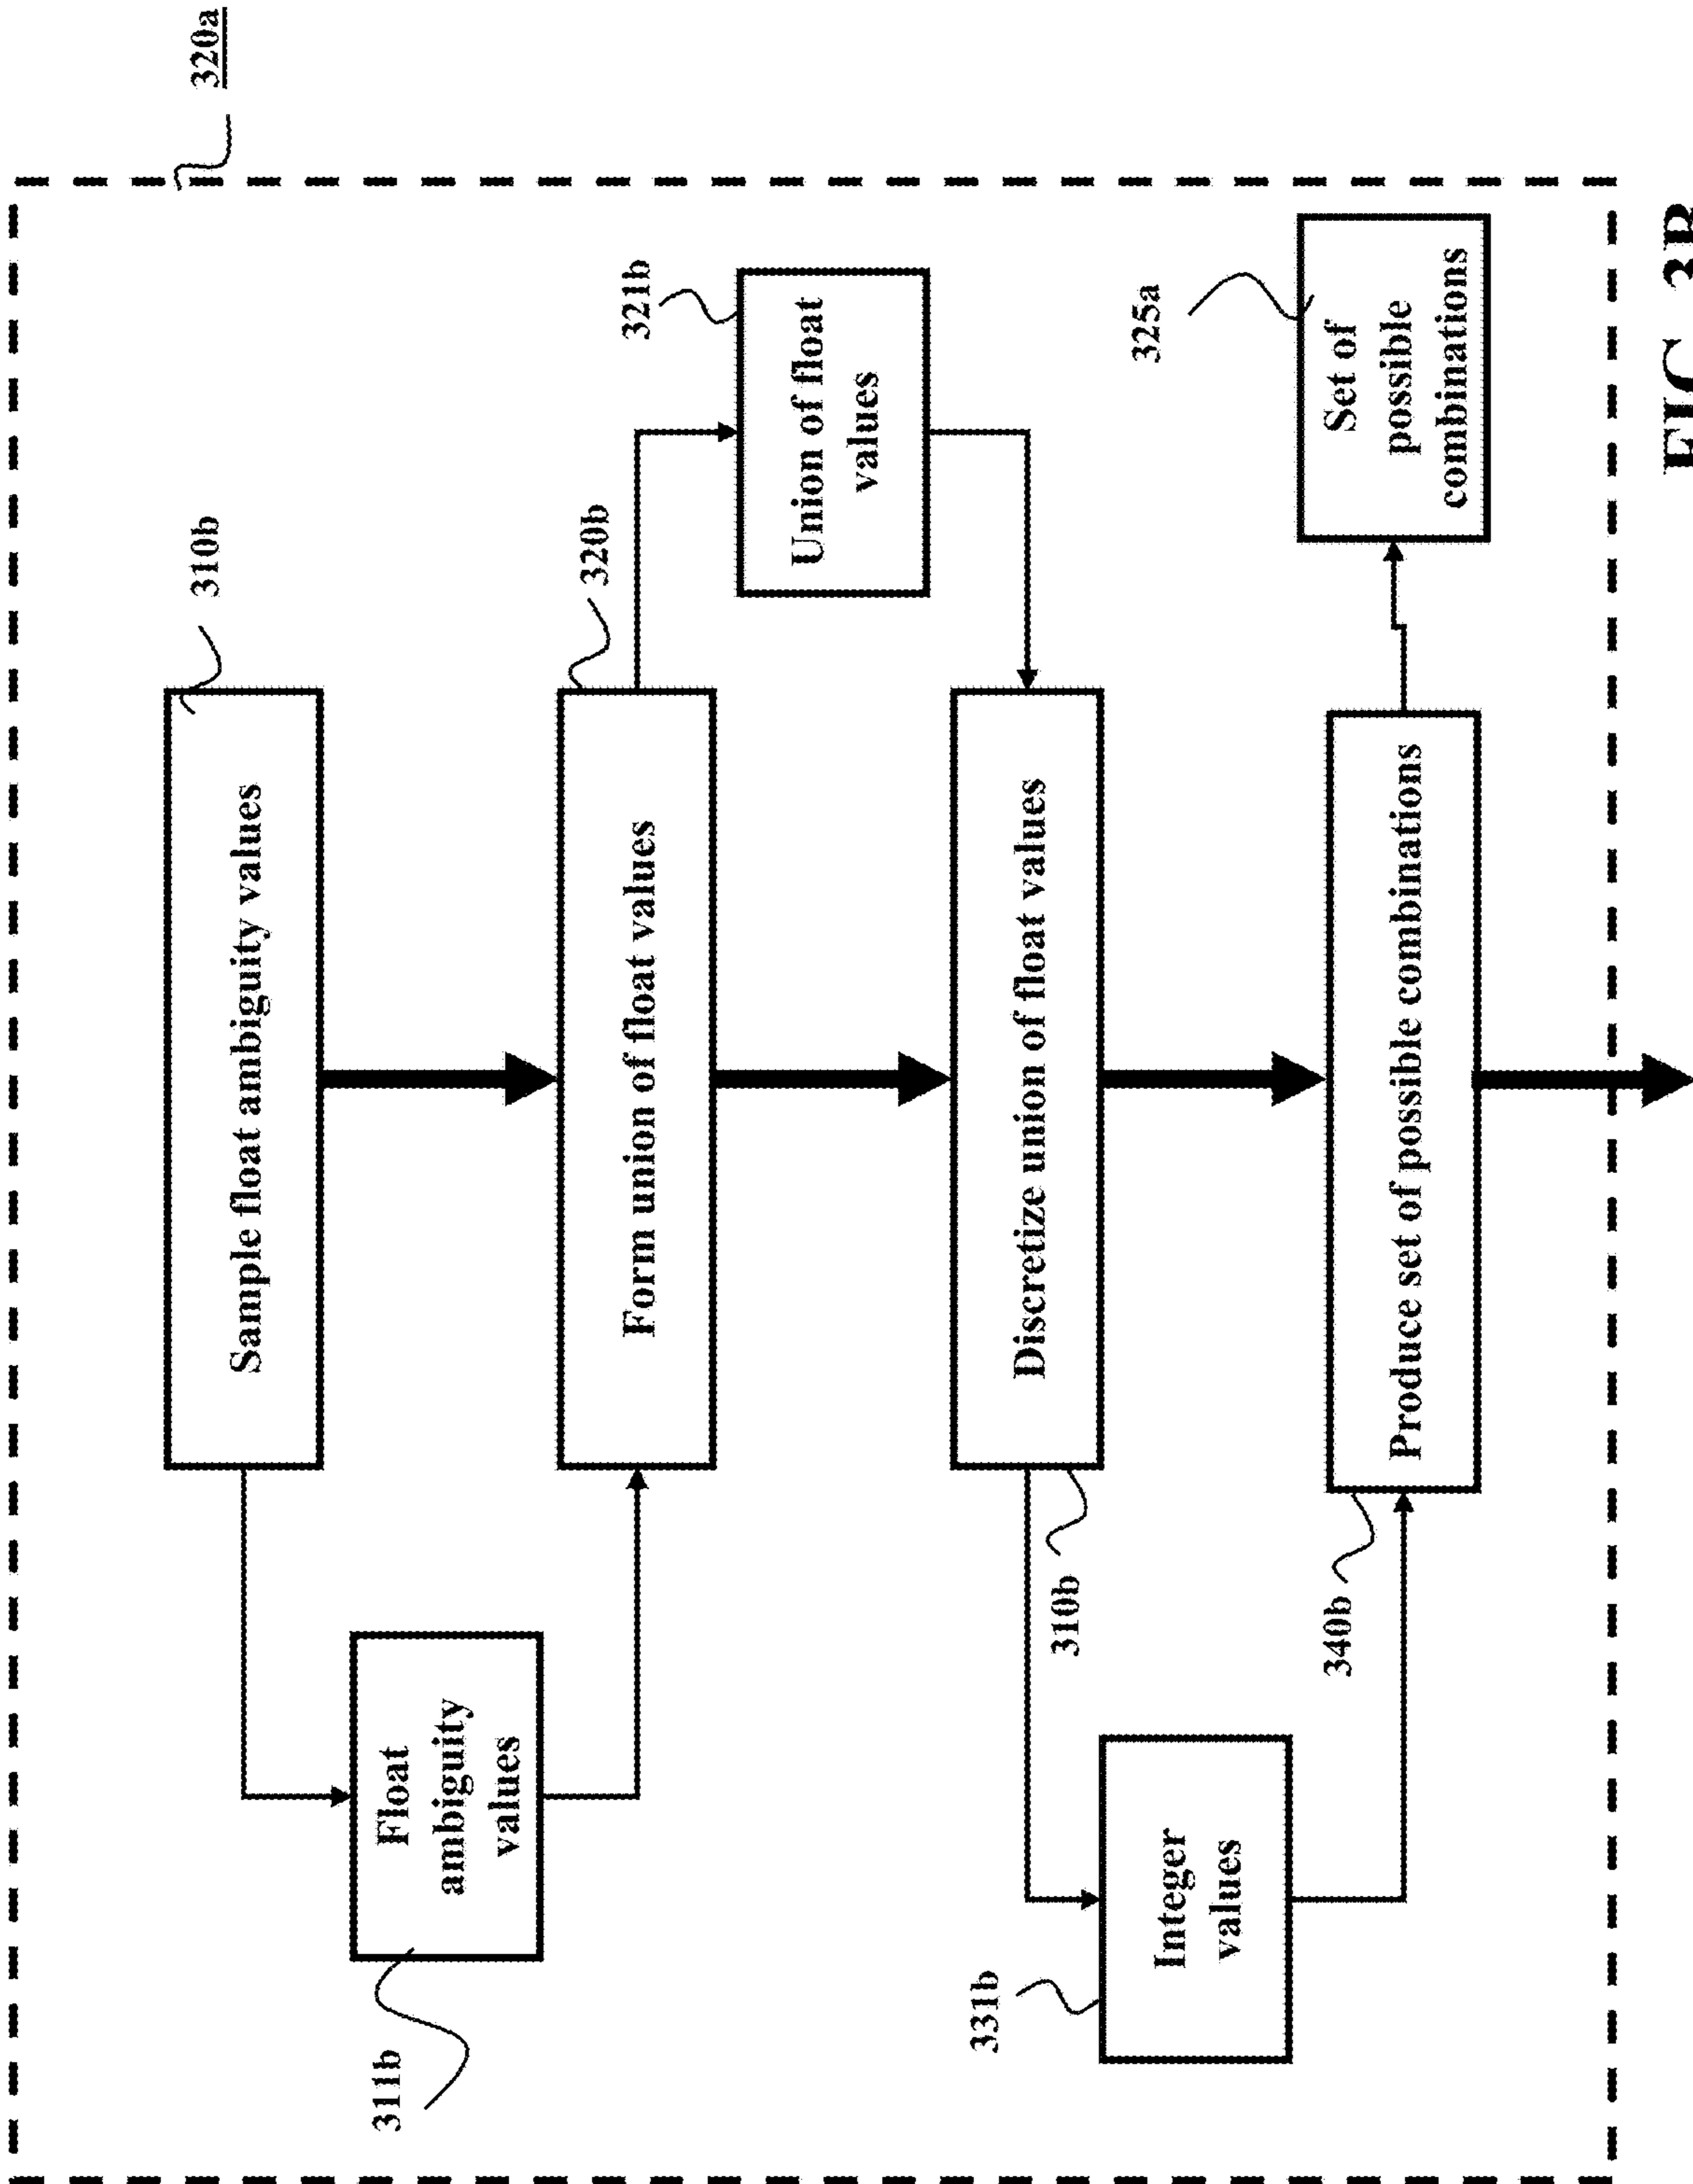 320a
310b
Sample float ambiguity values
311b
Float
ambiguity
values
320b
Form union of float values
321b
Union of float
values
Discretize union of float values
310b
331b
Integer
values
340b
Produce set of possible combinations
325a
Set of
possible
combinations
FIG. 3B